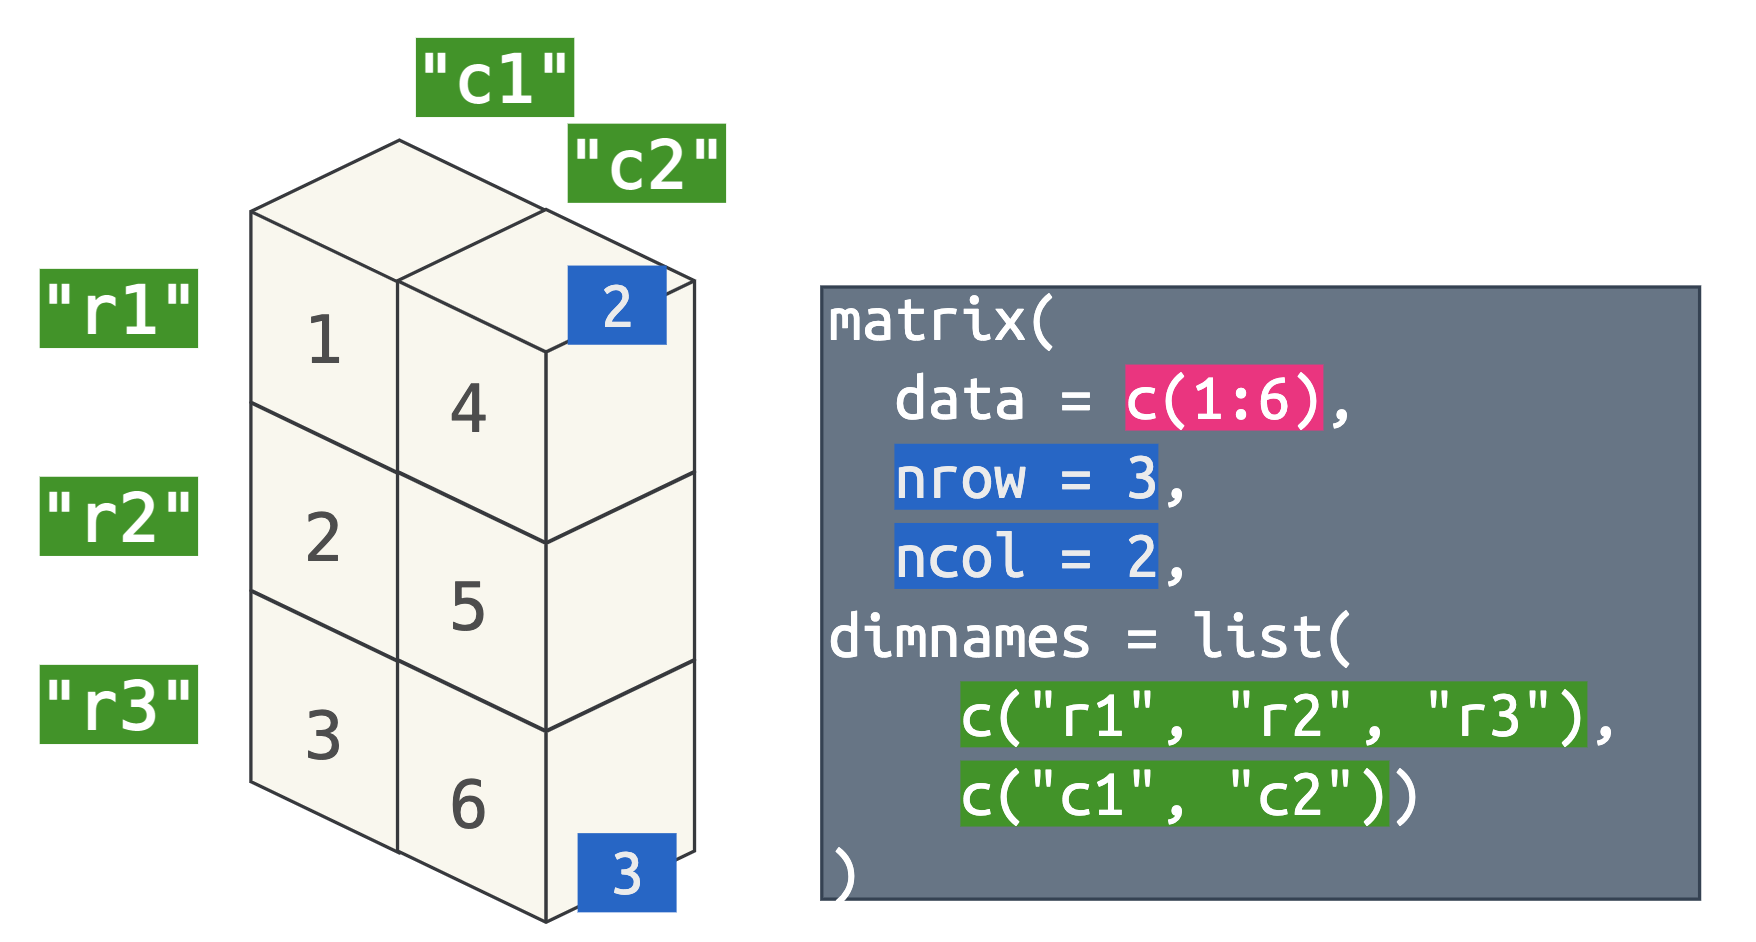 "c1"
"c2"
"r1"
1
2
4
"r2"
2
5
"r3"
3
6
3
matrix(
data = c(1:6),
nrow = 3,
ncol = 2,
dimnames = list(
c("r1", "r2", "r3"),
c("c1", "c2"))
)